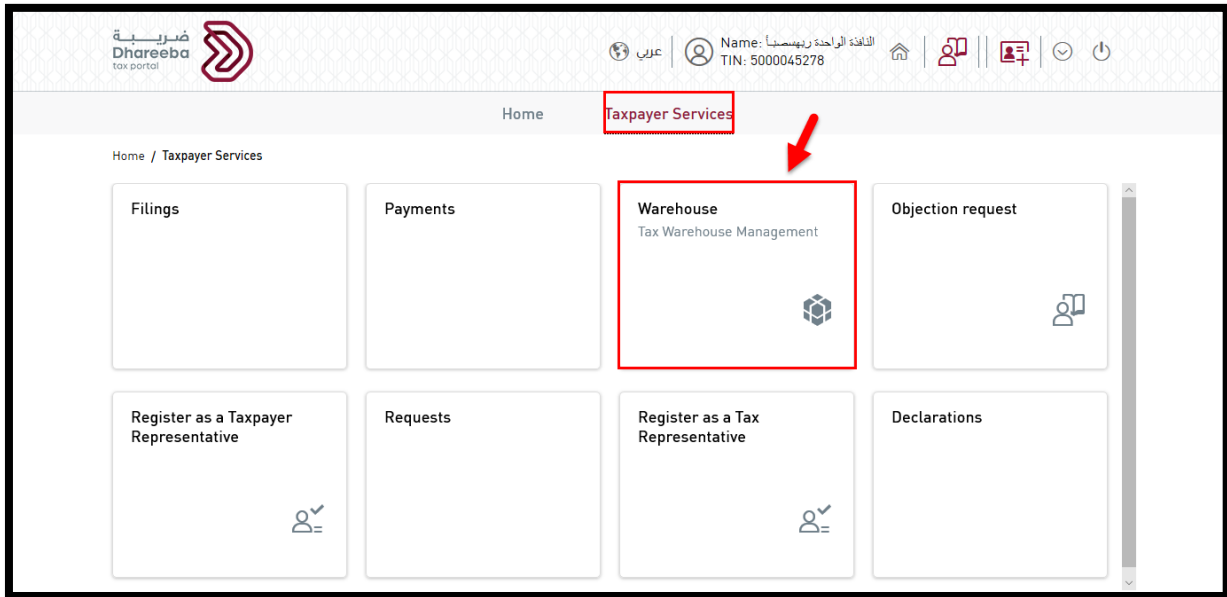 ضريبة
Dhareeba
tax portal
عربي
Name: النافذة الواحدة
TIN: 5000045278
Home
Taxpayer Services
Home / Taxpayer Services
Filings
Payments
Warehouse
Tax Warehouse Management
Objection request
Register as a Taxpayer
Representative
Requests
Register as a Tax
Representative
Declarations